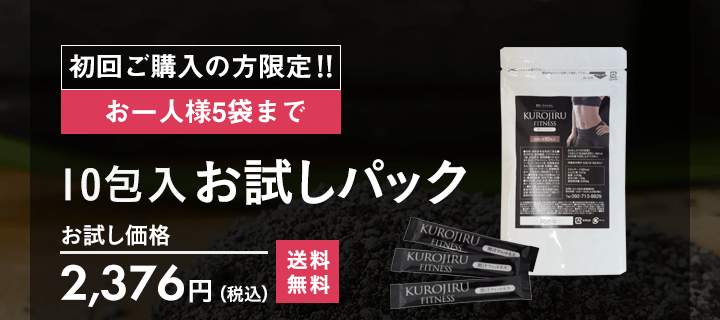 初回ご購入の方限定!!
お一人様5袋まで
10包入お試しパック
お試し価格
2,376円(税込)
送料
無料
KUROJIRU
FITNESS
KUROJIRU
FITNESS
KUROJIRU
FITNESS
KUROJIRU
FITNESS